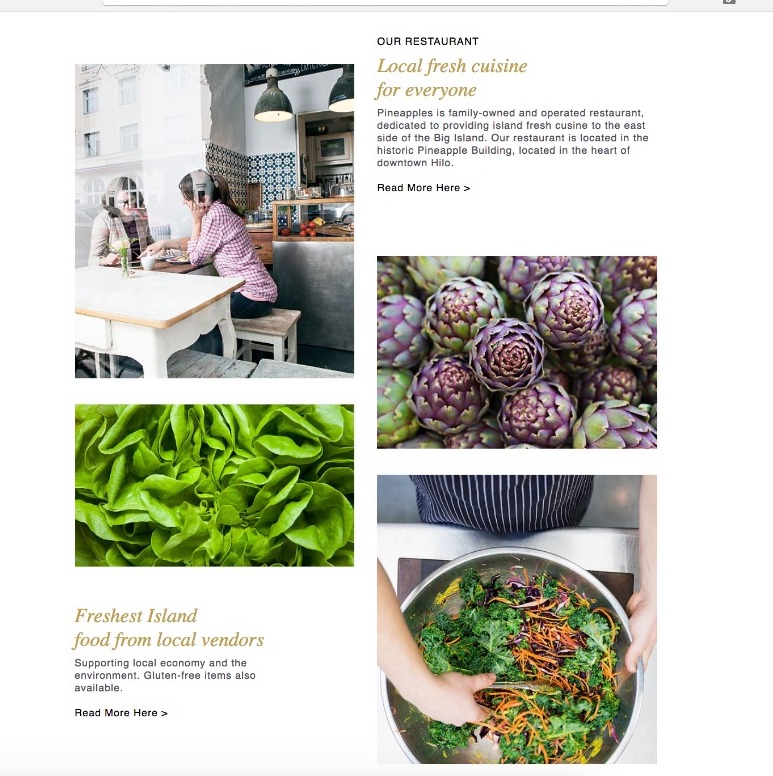 OUR RESTAURANT
Local fresh cuisine
for everyone
Pineapples is family-owned and operated restaurant,
dedicated to providing island fresh cusine to the east
side of the Big Island. Our restaurant is located in the
historic Pineapple Building, located in the heart of
downtown Hilo.
Read More Here >
Freshest Island
food from local vendors
Supporting local economy and the
environment. Gluten-free items also
available.
Read More Here >